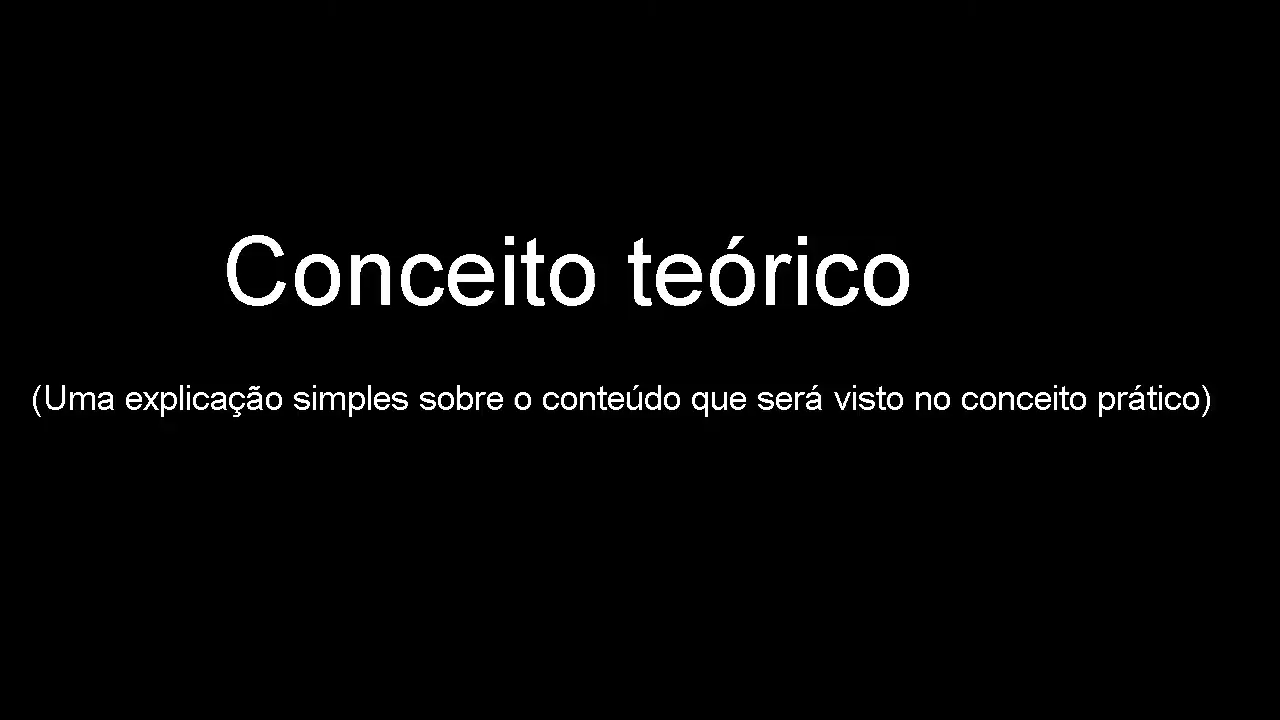 Conceito teórico
(Uma explicação simples sobre o conteúdo que será visto no conceito prático)